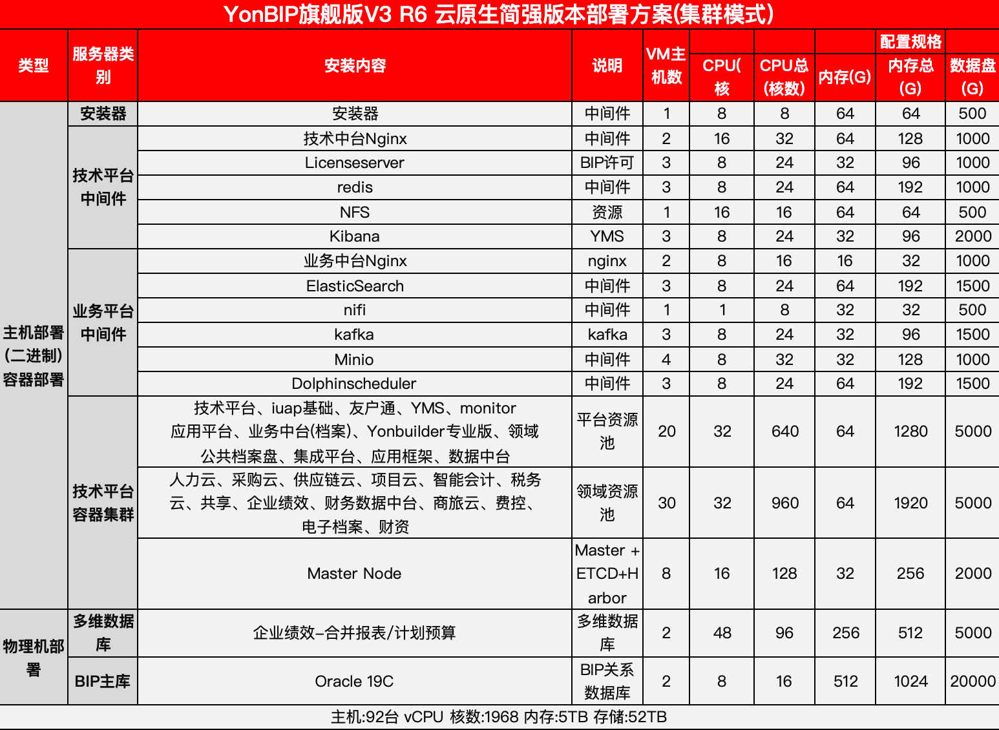 YonBIP旗舰版V3 R6 云原生简强版本部署方案(集群模式)
类型 服务器类别 安装内容 说明 VM主机数 配置规格
CPU(核 CPU总(核数) 内存(G) 内存总(G) 数据盘(G)
主机部署(二进制)容器部署
安装器 安装器 中间件 1 8 8 64 64 500
技术平台中间件
技术中台Nginx 中间件 2 16 32 64 128 1000
Licenseserver BIP许可 3 8 24 32 96 1000
redis 中间件 3 8 24 64 192 1000
NFS 资源 1 16 16 64 64 500
Kibana YMS 3 8 24 32 96 2000
业务平台中间件
业务中台Nginx nginx 2 8 16 16 32 1000
ElasticSearch 中间件 3 8 24 64 192 1500
nifi 中间件 1 1 8 32 32 500
kafka kafka 3 8 24 32 96 1500
Minio 中间件 4 8 32 32 128 1000
Dolphinscheduler 中间件 3 8 24 64 192 1500
技术平台容器集群
技术平台、iuap基础、友户通、YMS、monitor
应用平台、业务中台(档案)、Yonbuilder专业版、领域
公共档案盘、集成平台、应用框架、数据中台
平台资源池 20 32 640 64 1280 5000
人力云、采购云、供应链云、项目云、智能会计、税务
云、共享、企业绩效、财务数据中台、商旅云、费控、
电子档案、财资
领域资源池 30 32 960 64 1920 5000
Master Node Master + ETCD+Harbor 8 16 128 32 256 2000
物理机部署
多维数据库 企业绩效–合并报表/计划预算 多维数据库 2 48 96 256 512 5000
BIP主库 Oracle 19C BIP关系数据库 2 8 16 512 1024 20000
主机:92台 vCPU 核数:1968 内存:5TB 存储:52TB